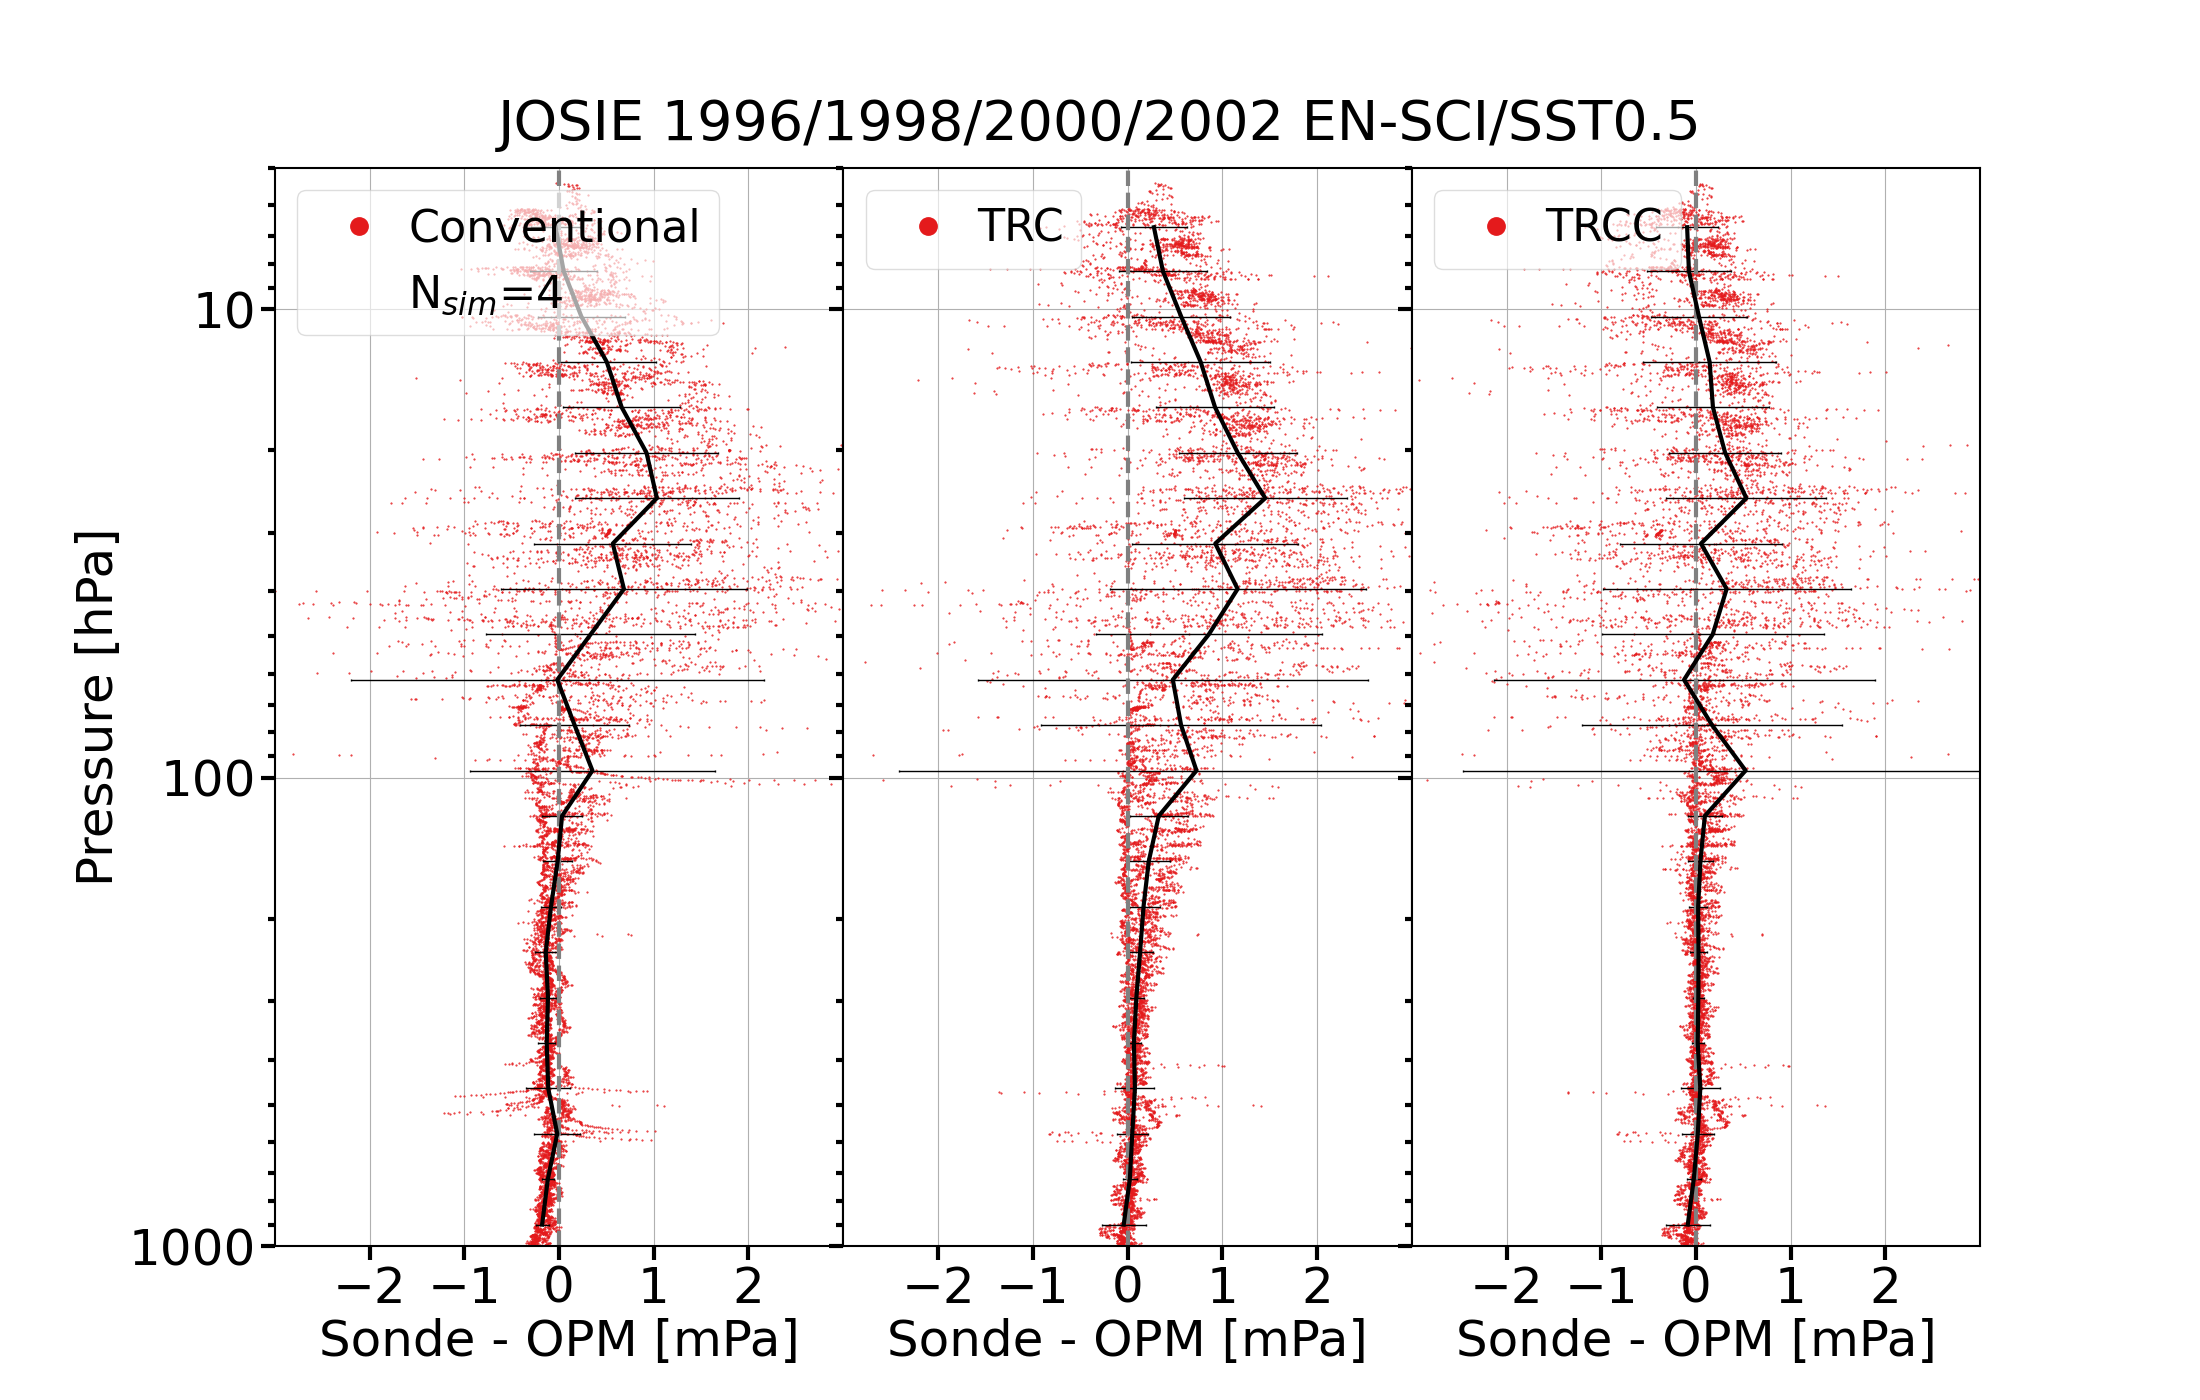 JOSIE 1996/1998/2000/2002 EN-SCI/SST0.5
Conventional
N_sim=4
TRC
TRCC
10
100
1000
Pressure [hPa]
−2 −1 0 1 2
−2 −1 0 1 2
−2 −1 0 1 2
Sonde - OPM [mPa]
Sonde - OPM [mPa]
Sonde - OPM [mPa]